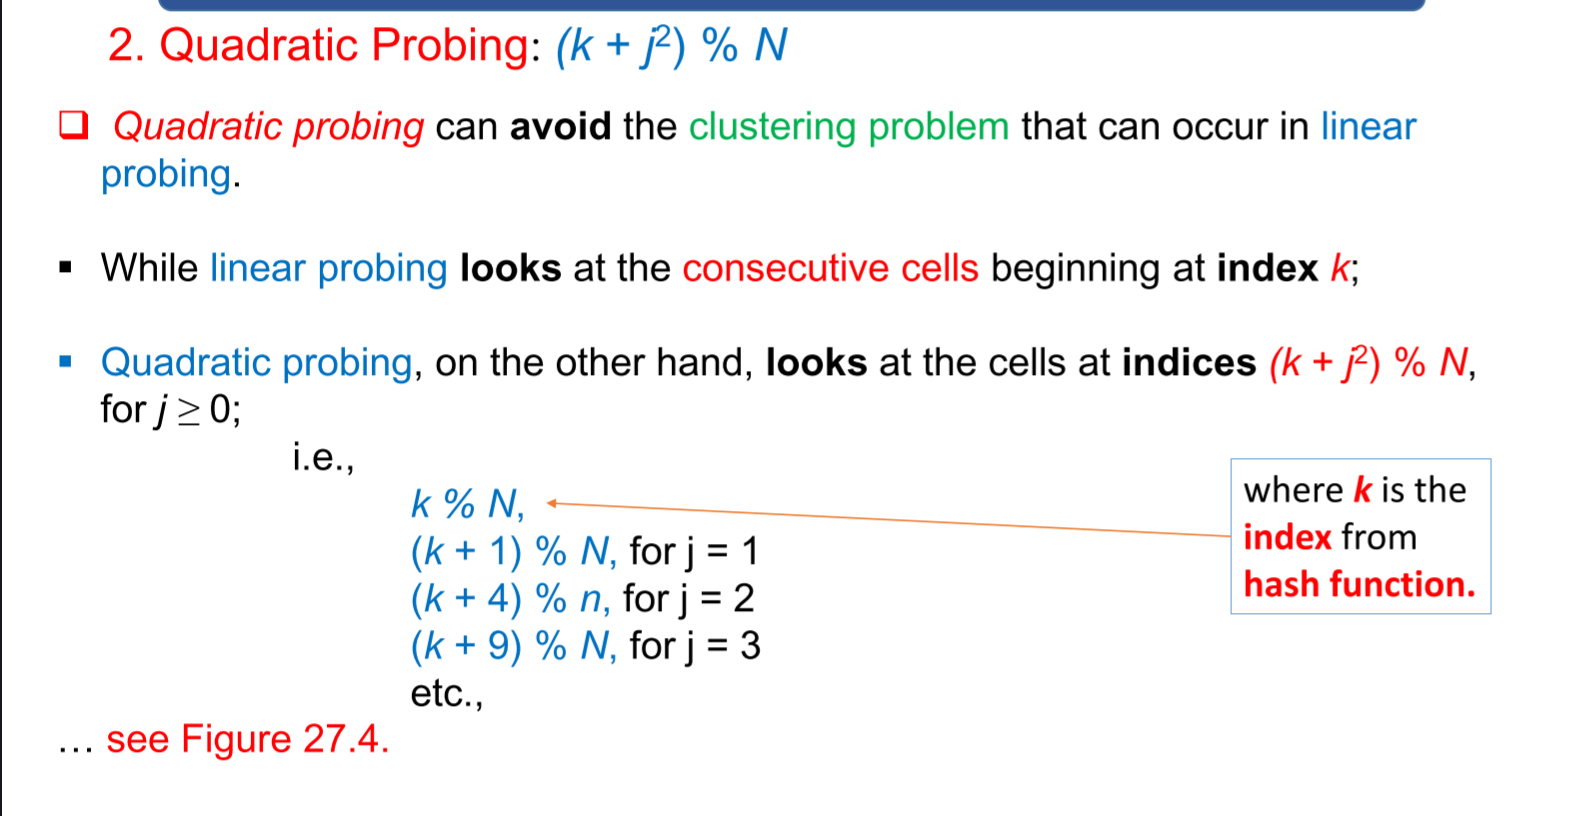 2. Quadratic Probing: (k + j²) % N
❑ Quadratic probing can avoid the clustering problem that can occur in linear
probing.
▪ While linear probing looks at the consecutive cells beginning at index k;
▪ Quadratic probing, on the other hand, looks at the cells at indices (k + j²) % N,
for j ≥ 0;
i.e.,
k % N,
(k + 1) % N, for j = 1
(k + 4) % n, for j = 2
(k + 9) % N, for j = 3
etc.,
where k is the
index from
hash function.
... see Figure 27.4.